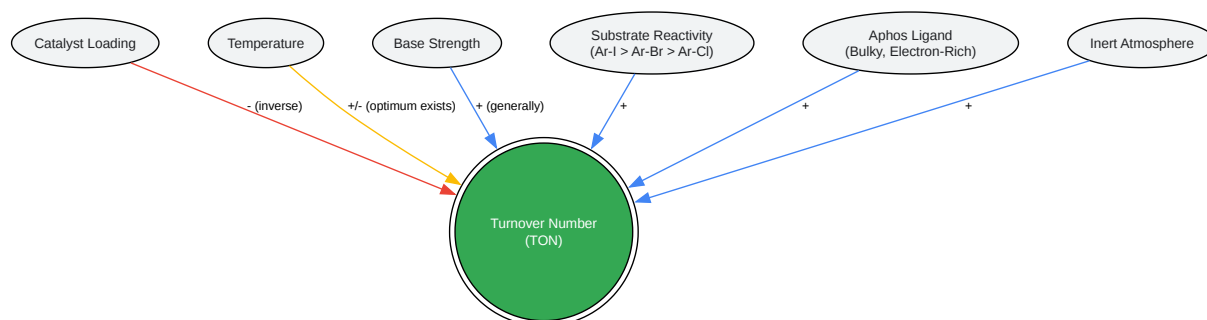 Catalyst Loading
Temperature
Base Strength
Substrate Reactivity
(Ar-I > Ar-Br > Ar-Cl)
Aphos Ligand
(Bulky, Electron-Rich)
Inert Atmosphere
- (inverse)
+/- (optimum exists)
+ (generally)
+
+
+
Turnover Number
(TON)